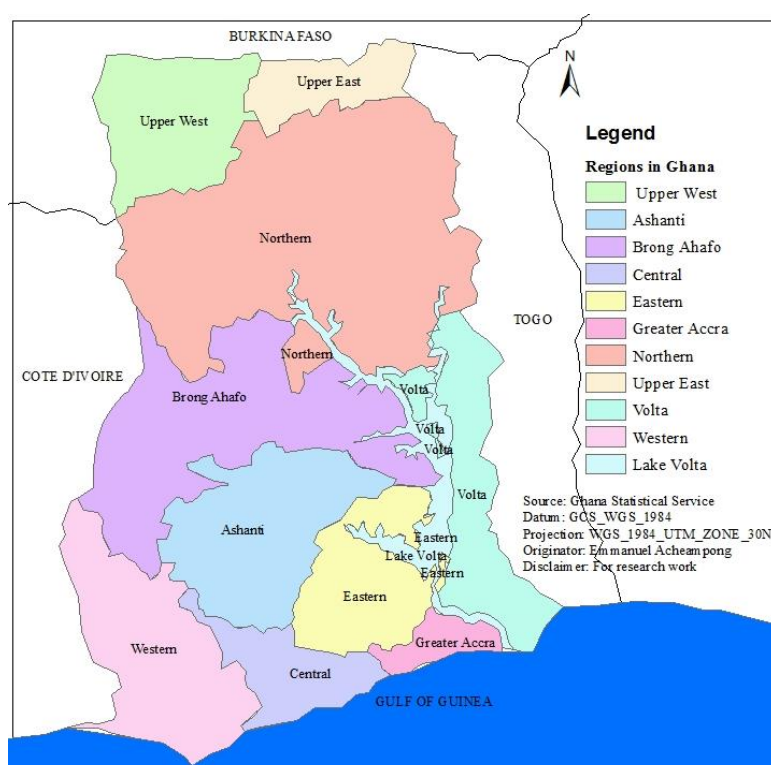 BURKINA FASO
N
Upper East
Upper West
Legend
Regions in Ghana
Upper West
Ashanti
Brong Ahafo
Central
Eastern
Greater Accra
Northern
Upper East
Volta
Western
Lake Volta
Northern
TOGO
Northern
COTE D'IVOIRE
Brong Ahafo
Volta
Volta
Volta
Volta
Source: Ghana Statistical Service
Datum: GCS_WGS_1984
Projection: WGS_1984_UTM_ZONE_30N
Originator: Emmanuel Acheampong
Disclaimer: For research work
Ashanti
Eastern
Lake Volta
Eastern
Eastern
Western
Greater Accra
Central
GULF OF GUINEA